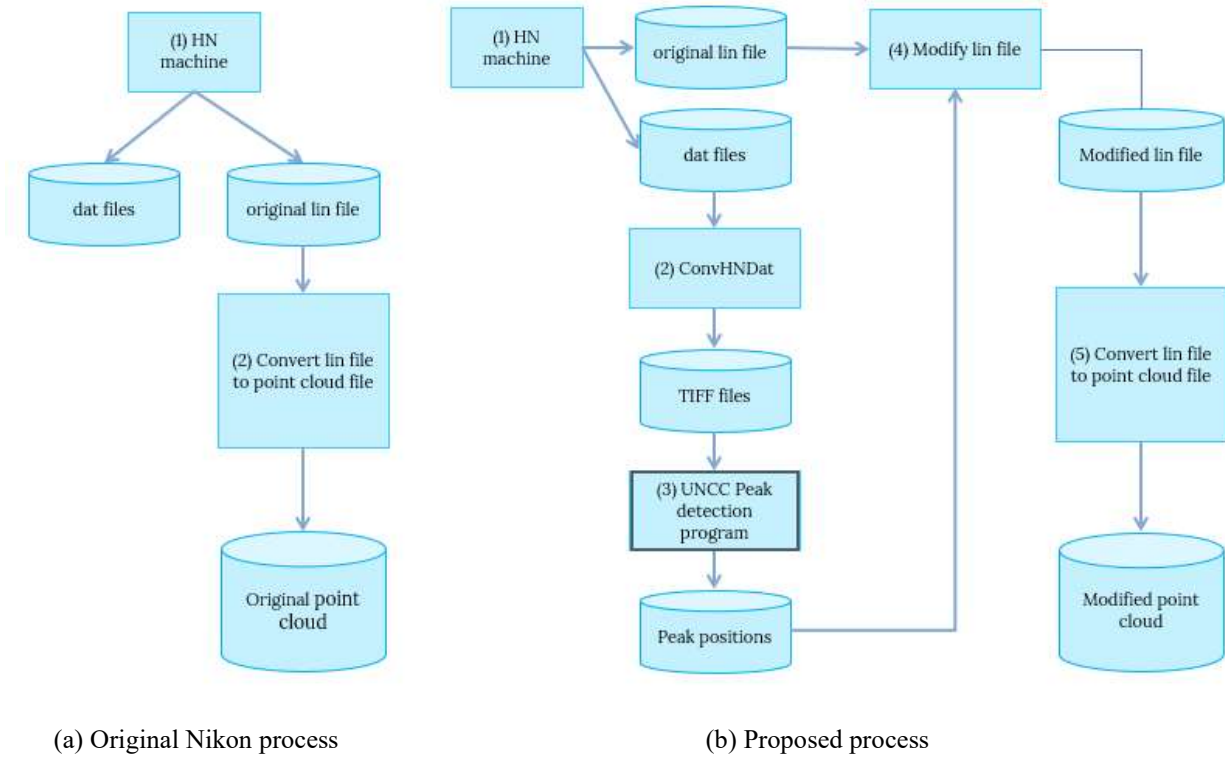 (1) HN
machine
dat files
original lin file
(2) Convert lin file
to point cloud file
Original point
cloud
(a) Original Nikon process
(1) HN
machine
original lin file
(4) Modify lin file
dat files
Modified lin file
(2) ConvHNDat
TIFF files
(3) UNCC Peak
detection
program
Peak positions
(5) Convert lin file
to point cloud file
Modified point
cloud
(b) Proposed process